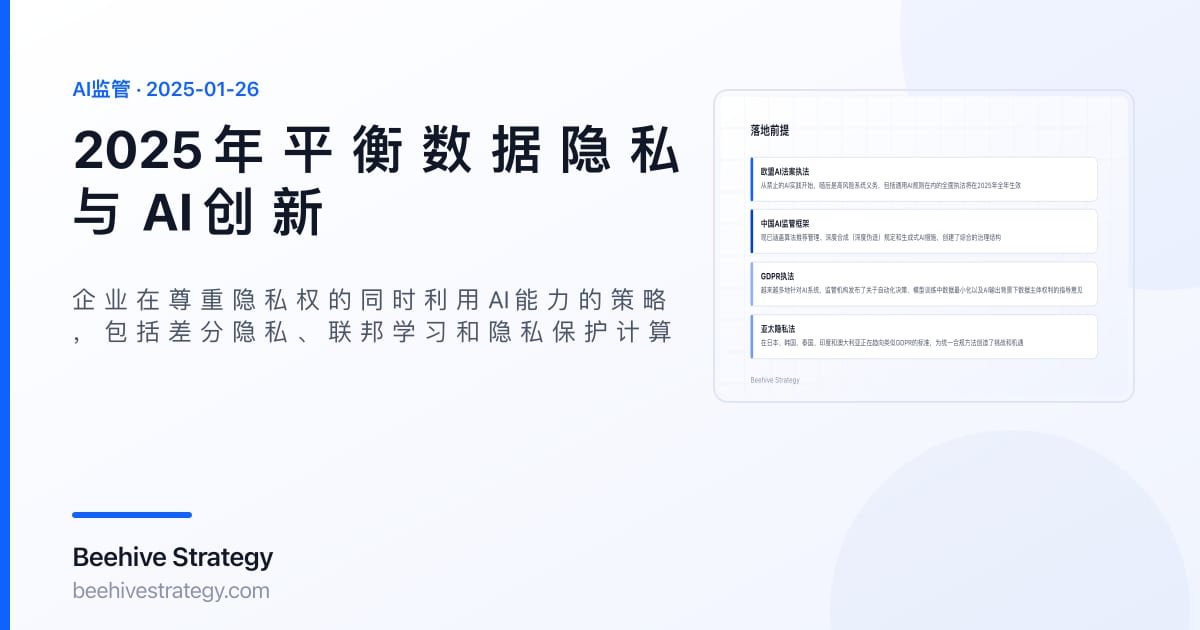 AI监管 · 2025-01-26
2025年平衡数据隐私
与 AI创新
企业在尊重隐私权的同时利用 AI能力的策略
，包括差分隐私、联邦学习和隐私保护计算
Beehive Strategy
beehivestrategy.com
落地前提
欧盟AI法案执法
从禁止的AI实践开始，随后是高风险系统义务，包括通用AI规则在内的全面执法将在2025年全年生效
中国AI监管框架
现已涵盖算法推荐管理、深度合成（深度伪造）规定和生成式AI措施，创建了综合的治理结构
GDPR执法
越来越多地针对AI系统，监管机构发布了关于自动化决策、模型训练中数据最小化以及AI输出背景下数据主体权利的指导意见
亚太隐私法
在日本、韩国、泰国、印度和澳大利亚正在趋向类似GDPR的标准，为统一合规方法创造了挑战和机遇
Beehive Strategy